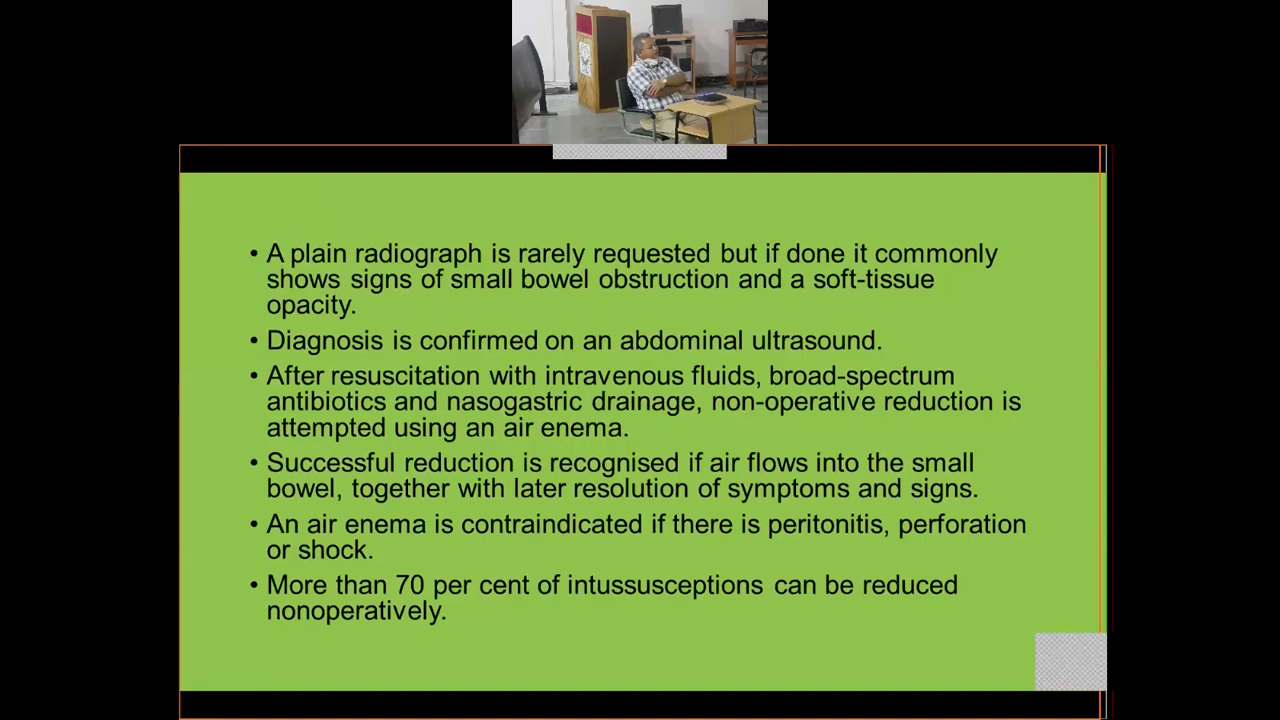 • A plain radiograph is rarely requested but if done it commonly
shows signs of small bowel obstruction and a soft-tissue
opacity.
• Diagnosis is confirmed on an abdominal ultrasound.
• After resuscitation with intravenous fluids, broad-spectrum
antibiotics and nasogastric drainage, non-operative reduction is
attempted using an air enema.
• Successful reduction is recognised if air flows into the small
bowel, together with later resolution of symptoms and signs.
• An air enema is contraindicated if there is peritonitis, perforation
or shock.
• More than 70 per cent of intussusceptions can be reduced
nonoperatively.